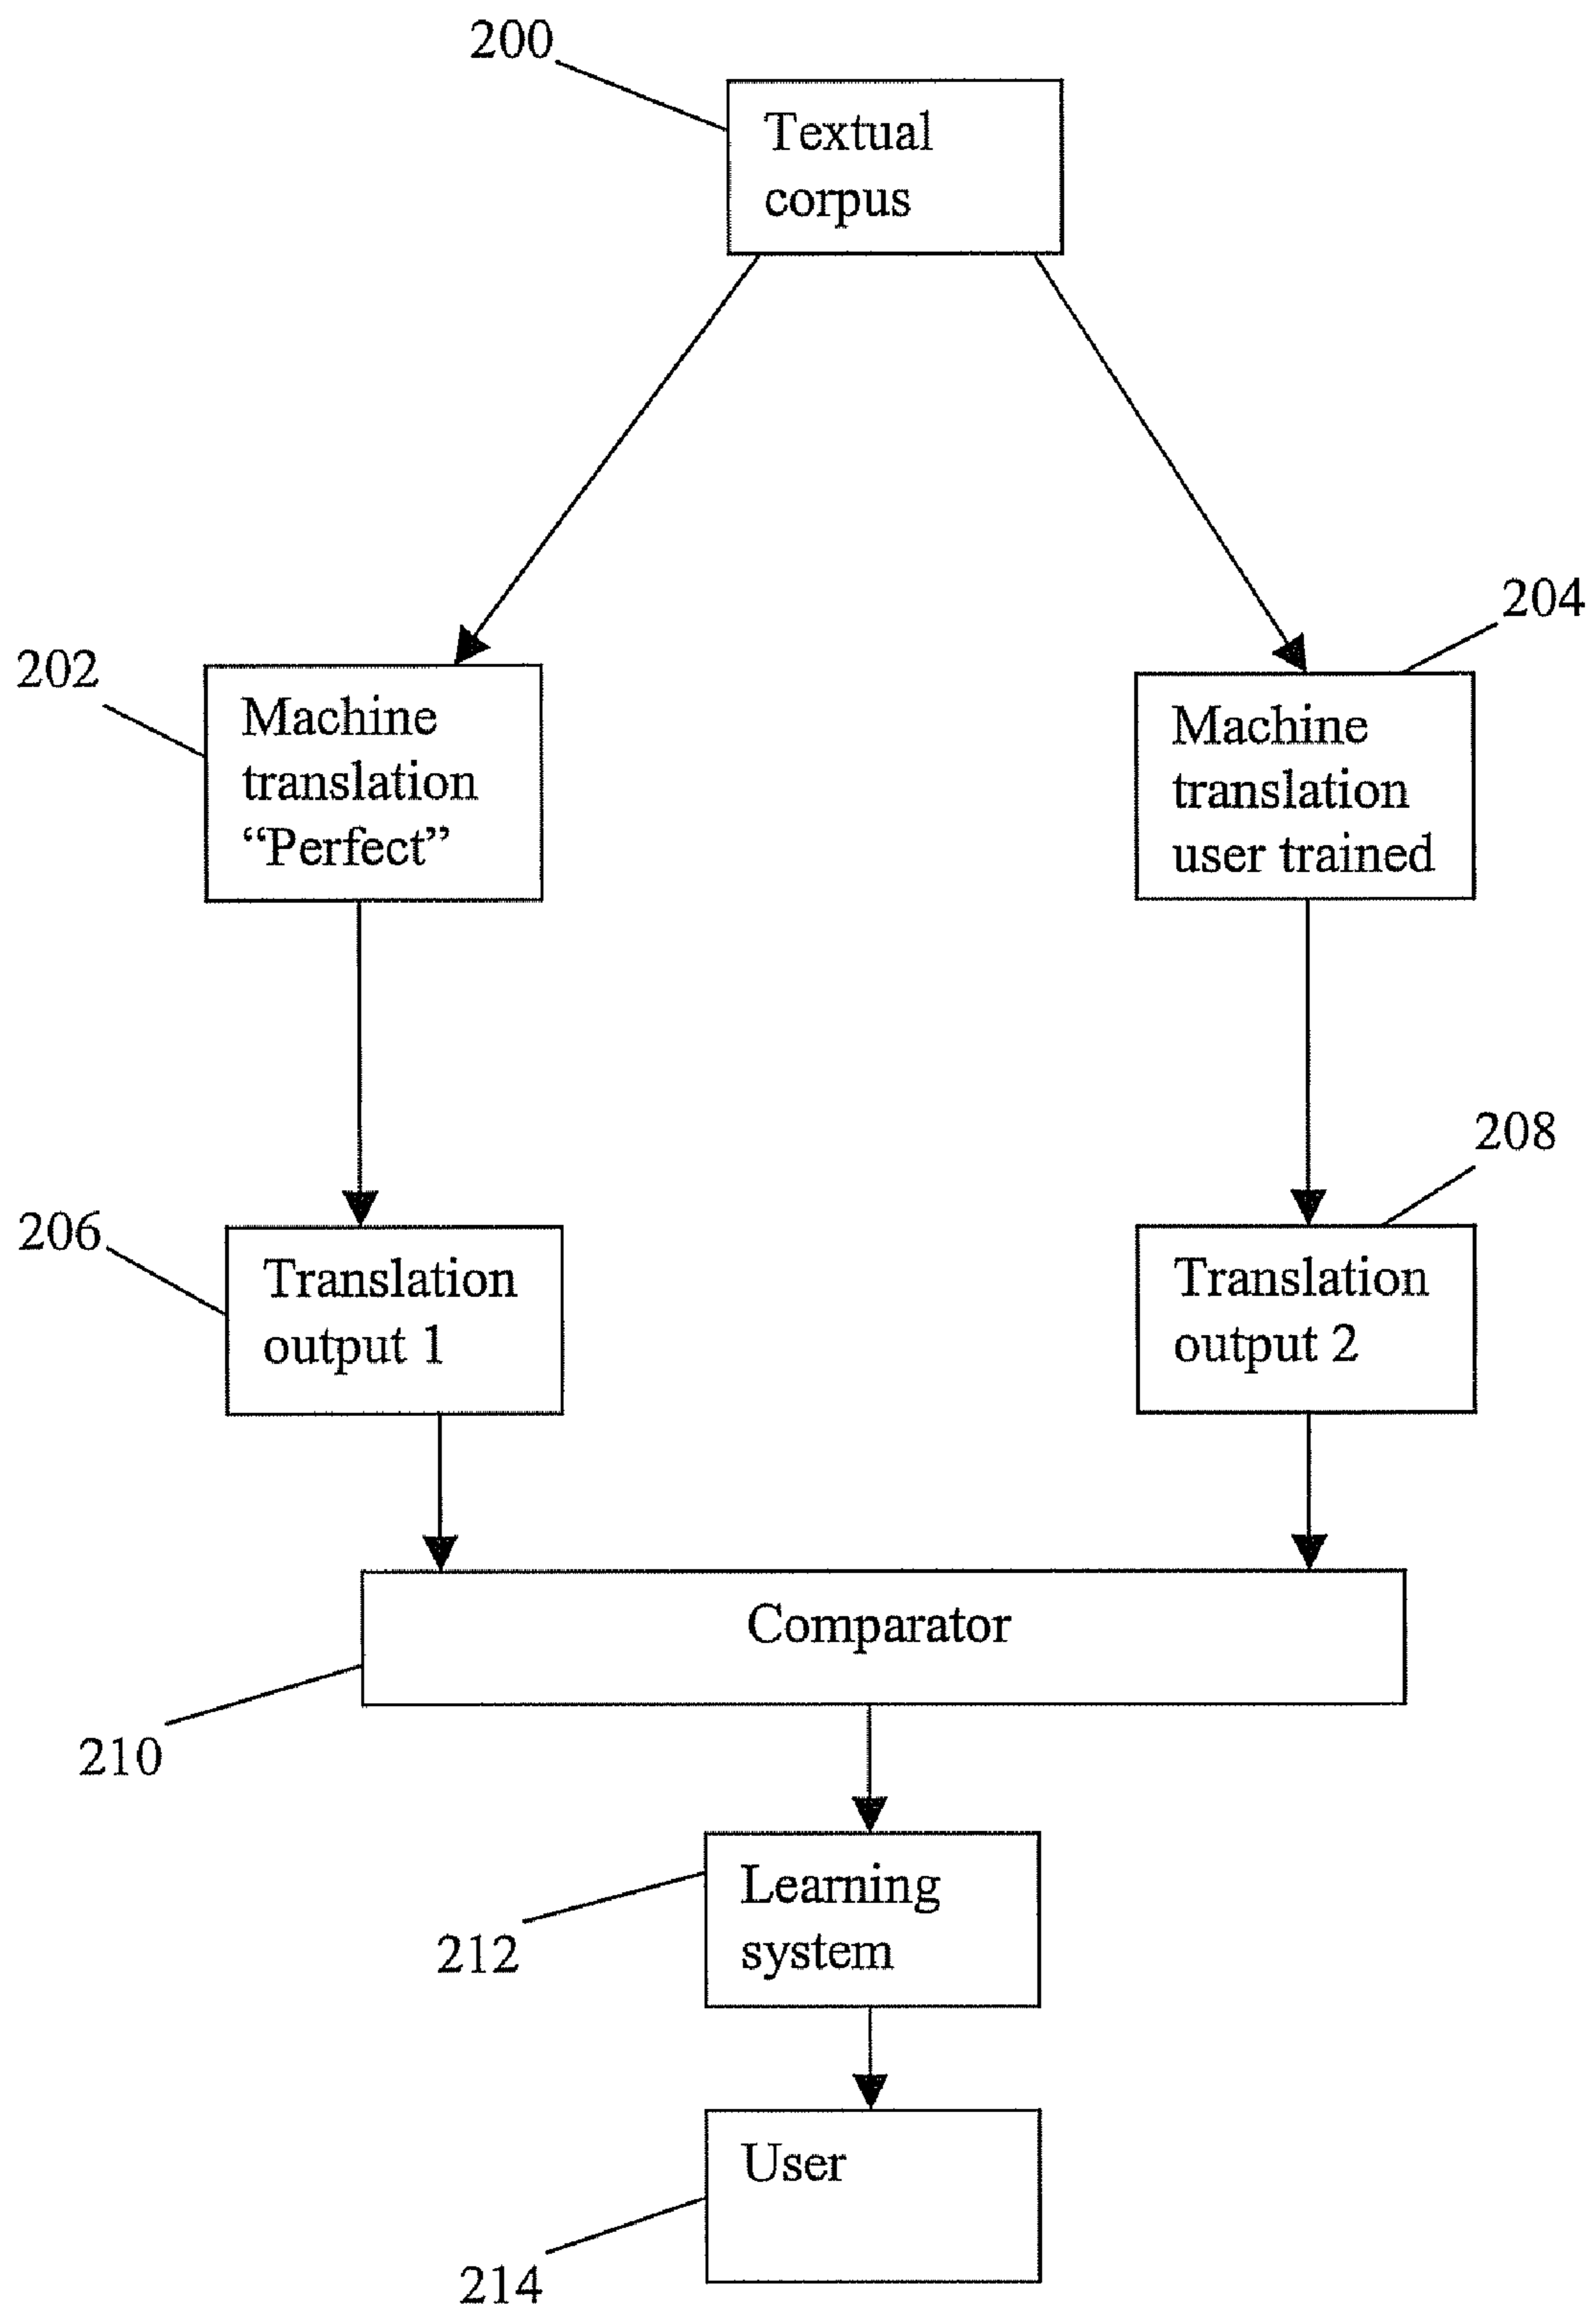 200
Textual
corpus
202
Machine
translation
“Perfect”
204
Machine
translation
user trained
206
Translation
output 1
208
Translation
output 2
Comparator
210
Learning
system
212
User
214